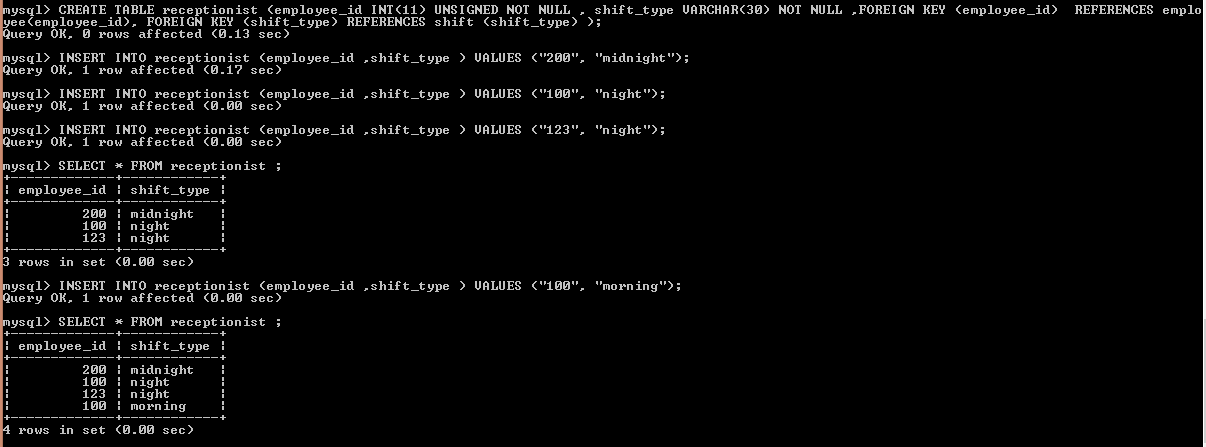 mysql> CREATE TABLE receptionist (employee_id INT(11) UNSIGNED NOT NULL , shift_type VARCHAR(30) NOT NULL ,FOREIGN KEY (employee_id)  REFERENCES emplo
yee(employee_id), FOREIGN KEY (shift_type) REFERENCES shift (shift_type) );
Query OK, 0 rows affected (0.13 sec)
mysql> INSERT INTO receptionist (employee_id ,shift_type ) VALUES ("200", "midnight");
Query OK, 1 row affected (0.17 sec)
mysql> INSERT INTO receptionist (employee_id ,shift_type ) VALUES ("100", "night");
Query OK, 1 row affected (0.00 sec)
mysql> INSERT INTO receptionist (employee_id ,shift_type ) VALUES ("123", "night");
Query OK, 1 row affected (0.00 sec)
mysql> SELECT * FROM receptionist ;
+-------------+------------+
| employee_id | shift_type |
+-------------+------------+
|         200 | midnight   |
|         100 | night      |
|         123 | night      |
+-------------+------------+
3 rows in set (0.00 sec)
mysql> INSERT INTO receptionist (employee_id ,shift_type ) VALUES ("100", "morning");
Query OK, 1 row affected (0.00 sec)
mysql> SELECT * FROM receptionist ;
+-------------+------------+
| employee_id | shift_type |
+-------------+------------+
|         200 | midnight   |
|         100 | night      |
|         123 | night      |
|         100 | morning    |
+-------------+------------+
4 rows in set (0.00 sec)